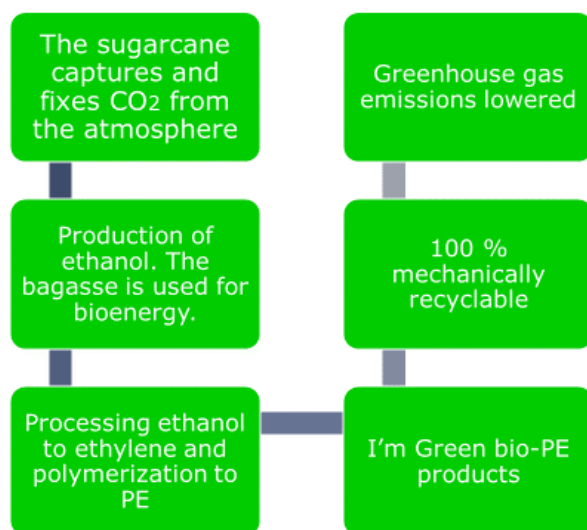 The sugarcane
captures and
fixes CO2 from
the atmosphere
Production of
ethanol. The
bagasse is used for
bioenergy.
Processing ethanol
to ethylene and
polymerization to
PE
I'm Green bio-PE
products
100 %
mechanically
recyclable
Greenhouse gas
emissions lowered